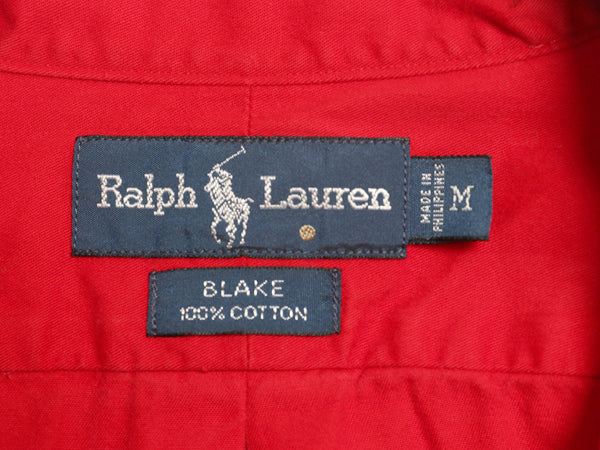 Ralph Lauren
MADE IN
PHILIPPINES
M
BLAKE
100% COTTON